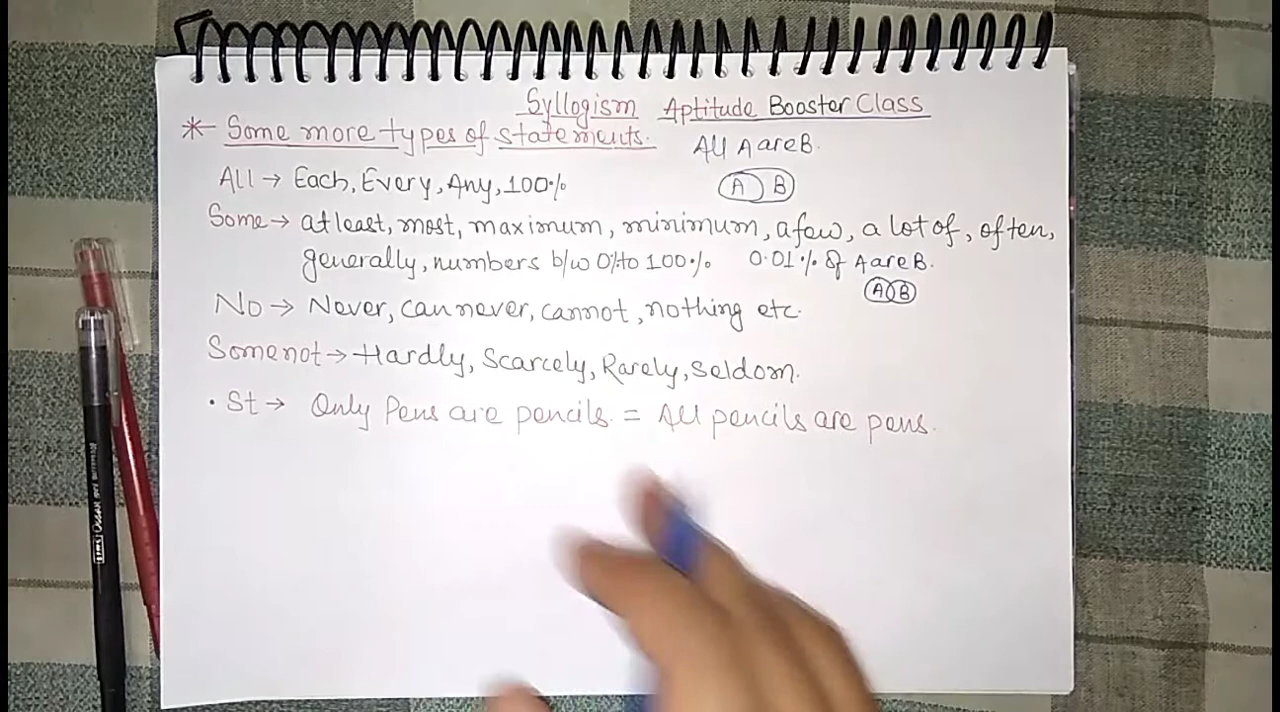 Syllogism Aptitude Booster Class
* Some more types of statements.
All A are B.
All → Each, Every, Any, 100%
A B
Some → at least, most, maximum, minimum, a few, a lot of, often,
generally, numbers b/w 0% to 100% 0.01% of A are B.
A B
No → Never, can never, cannot, nothing etc.
Some not → Hardly, Scarcely, Rarely, Seldom.
• St → Only Pens are pencils. = All pencils are pens.